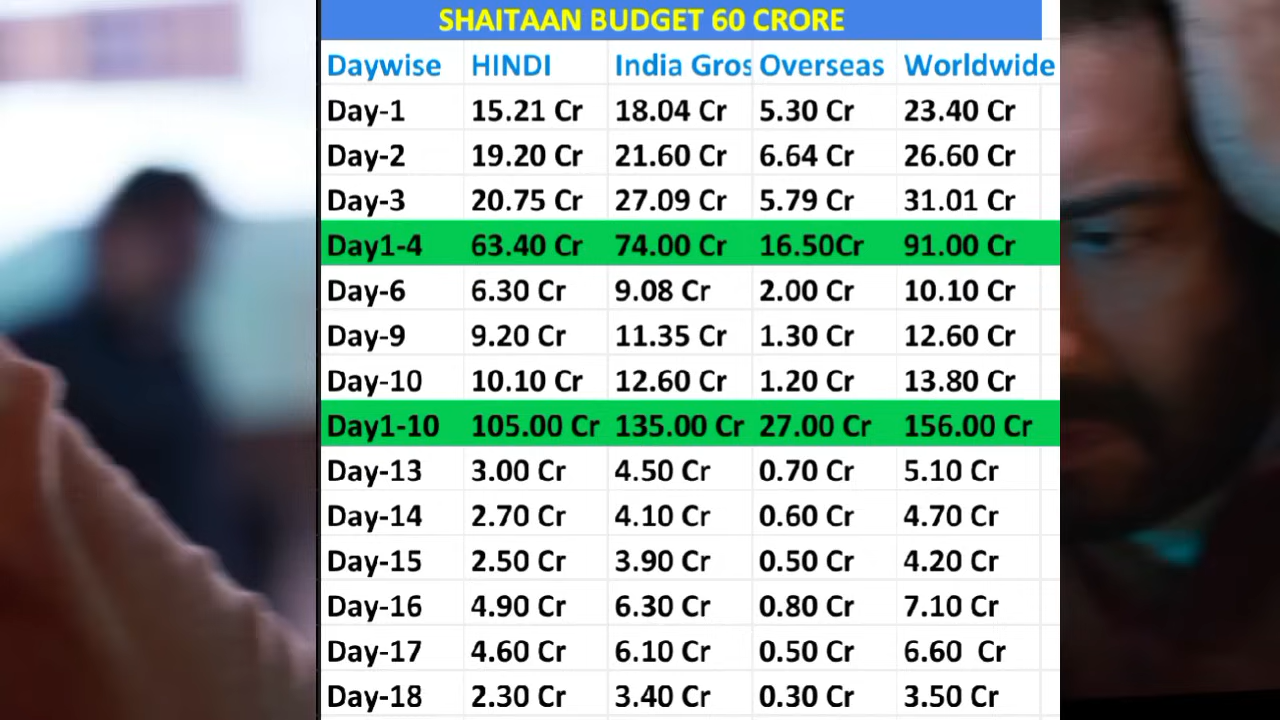 SHAITAAN BUDGET 60 CRORE
Daywise HINDI India Gros Overseas Worldwide
Day-1 15.21 Cr 18.04 Cr 5.30 Cr 23.40 Cr
Day-2 19.20 Cr 21.60 Cr 6.64 Cr 26.60 Cr
Day-3 20.75 Cr 27.09 Cr 5.79 Cr 31.01 Cr
Day1-4 63.40 Cr 74.00 Cr 16.50Cr 91.00 Cr
Day-6 6.30 Cr 9.08 Cr 2.00 Cr 10.10 Cr
Day-9 9.20 Cr 11.35 Cr 1.30 Cr 12.60 Cr
Day-10 10.10 Cr 12.60 Cr 1.20 Cr 13.80 Cr
Day1-10 105.00 Cr 135.00 Cr 27.00 Cr 156.00 Cr
Day-13 3.00 Cr 4.50 Cr 0.70 Cr 5.10 Cr
Day-14 2.70 Cr 4.10 Cr 0.60 Cr 4.70 Cr
Day-15 2.50 Cr 3.90 Cr 0.50 Cr 4.20 Cr
Day-16 4.90 Cr 6.30 Cr 0.80 Cr 7.10 Cr
Day-17 4.60 Cr 6.10 Cr 0.50 Cr 6.60 Cr
Day-18 2.30 Cr 3.40 Cr 0.30 Cr 3.50 Cr